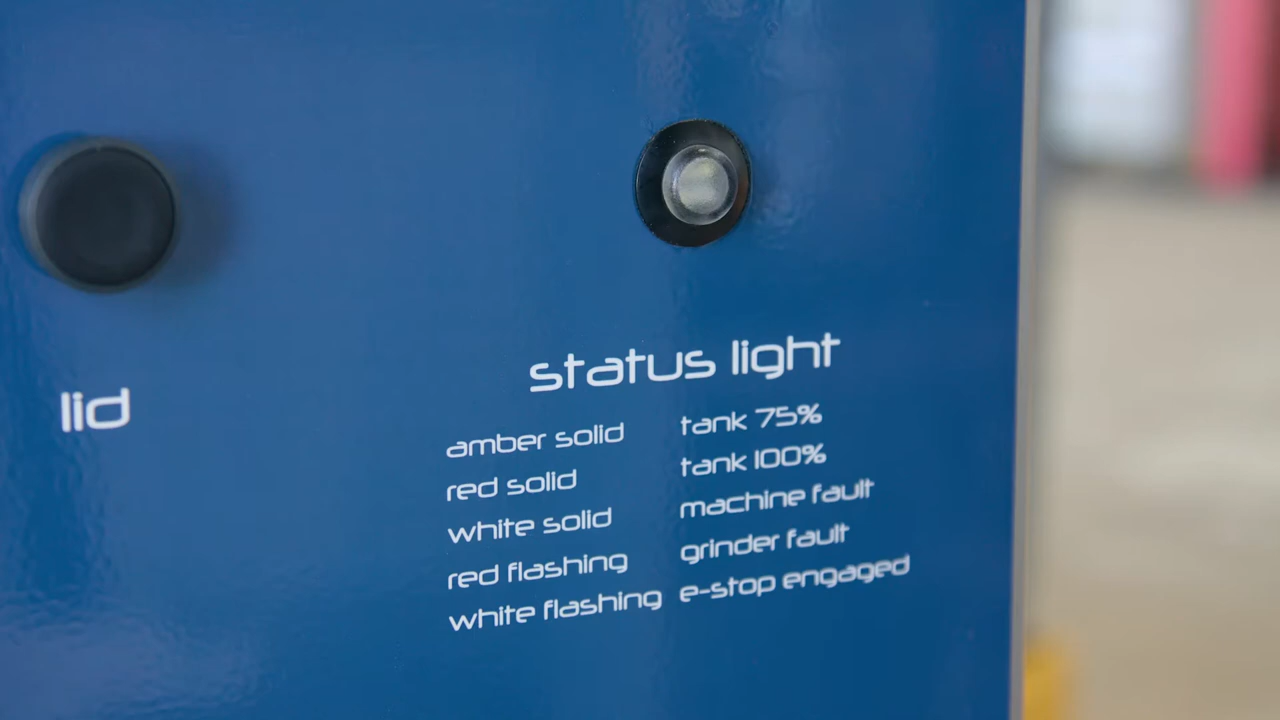 lid
status light
amber solid tank 75%
red solid tank 100%
white solid machine fault
red flashing grinder fault
white flashing e-stop engaged